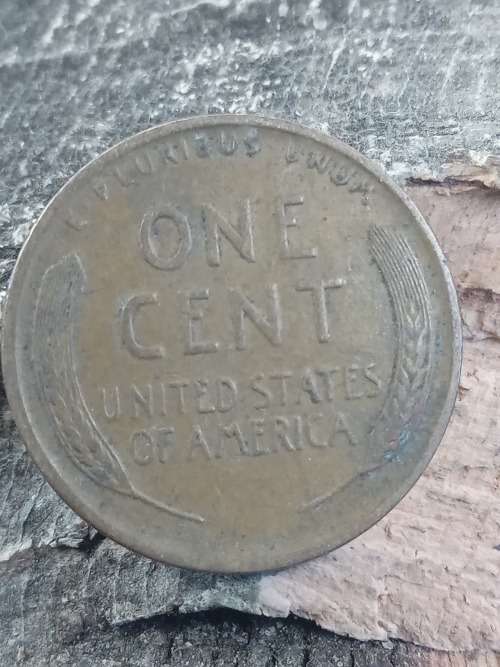 E PLURIBUS UNUM
ONE
CENT
UNITED STATES
OF AMERICA